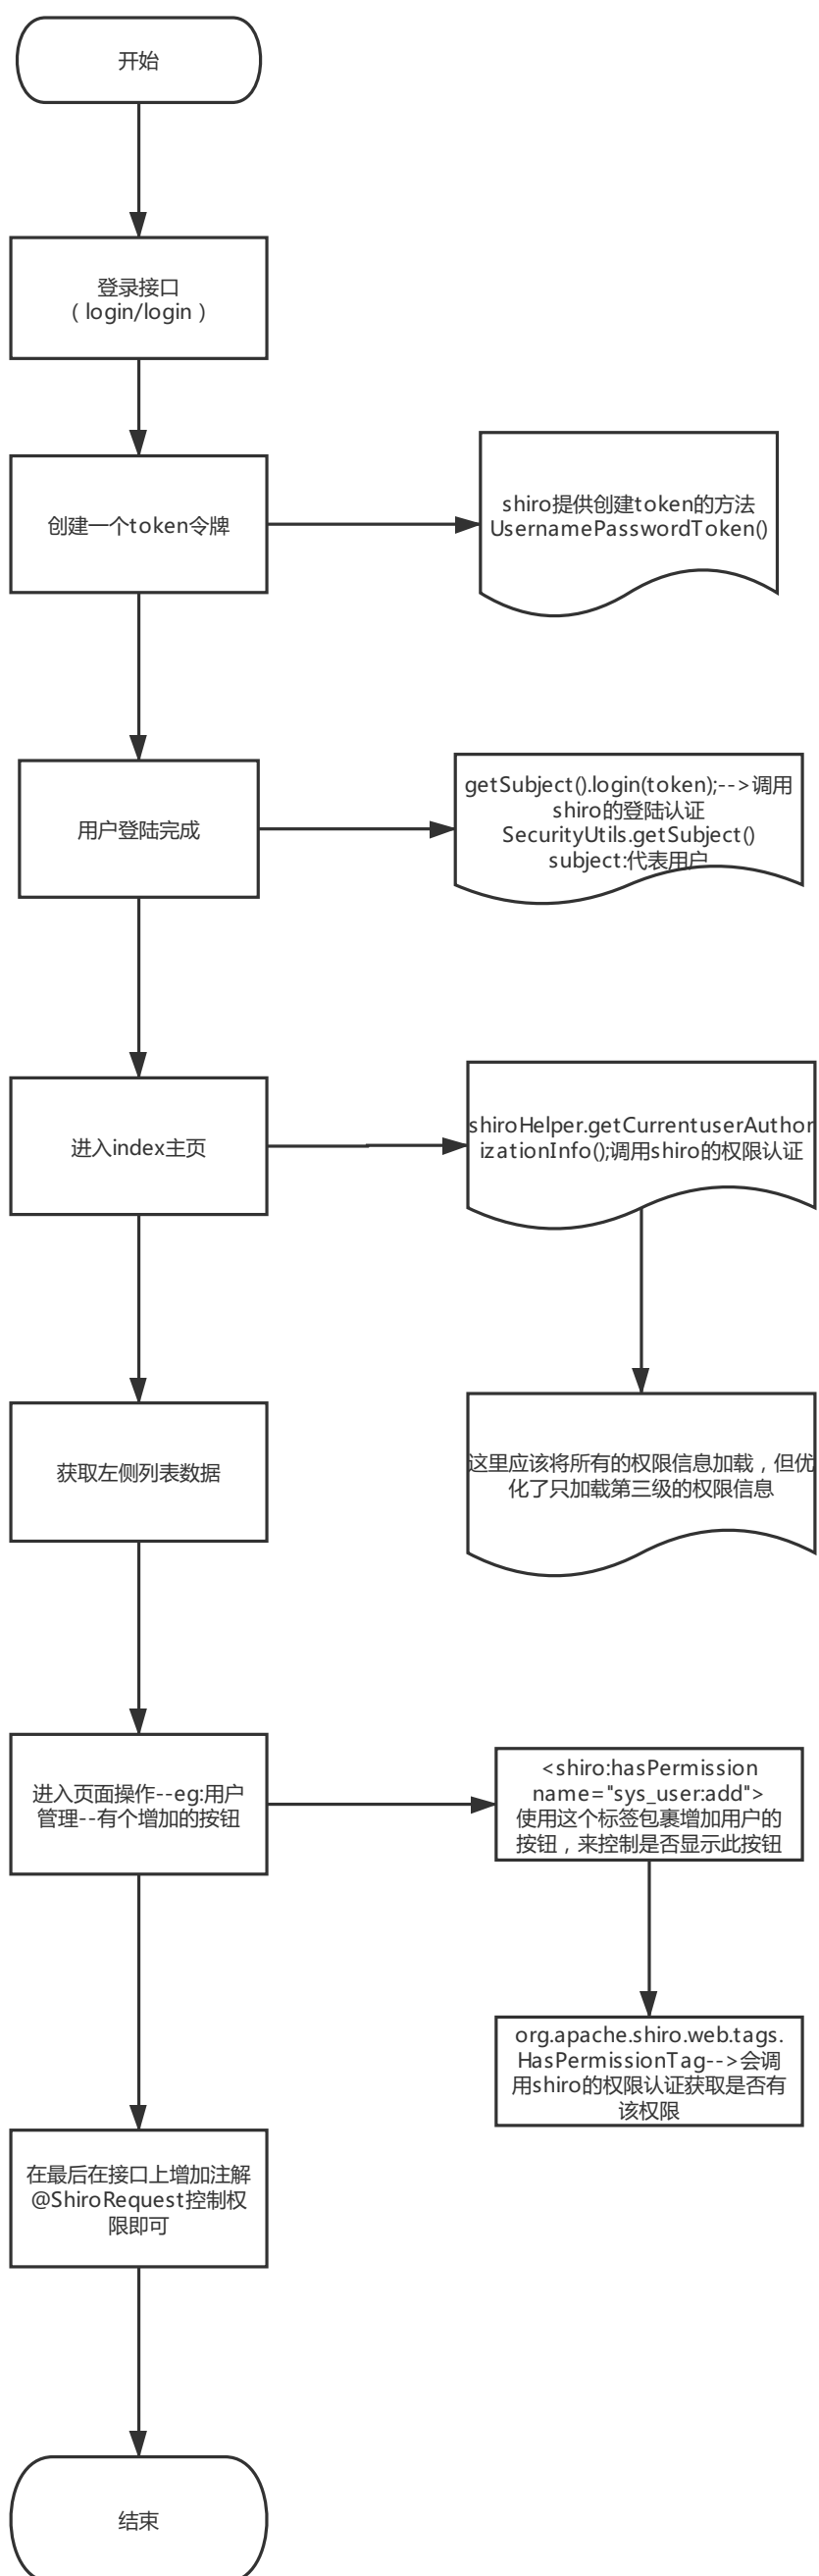 开始
登录接口
（login/login）
创建一个token令牌
shiro提供创建token的方法
UsernamePasswordToken()
用户登陆完成
getSubject().login(token);-->调用
shiro的登陆认证
SecurityUtils.getSubject()
subject:代表用户
进入index主页
shiroHelper.getCurrentuserAuthor
izationInfo();调用shiro的权限认证
获取左侧列表数据
这里应该将所有的权限信息加载，但优
化了只加载第三级的权限信息
进入页面操作--eg:用户
管理--有个增加的按钮
<shiro:hasPermission
name="sys_user:add">
使用这个标签包裹增加用户的
按钮，来控制是否显示此按钮
org.apache.shiro.web.tags.
HasPermissionTag-->会调
用shiro的权限认证获取是否有
该权限
在最后在接口上增加注解
@ShiroRequest控制权
限即可
结束